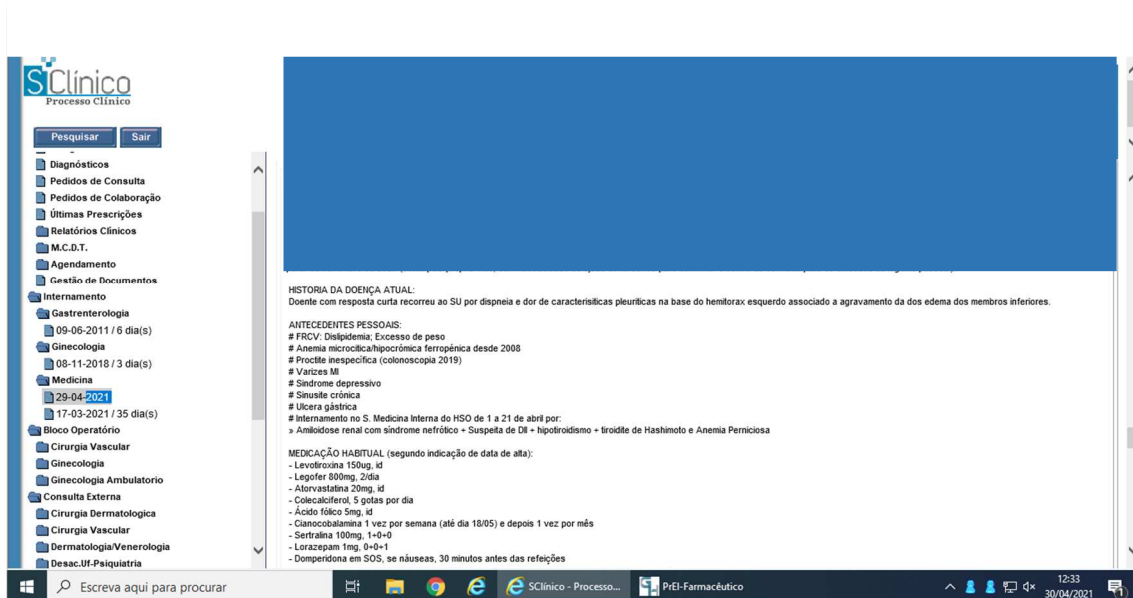 SClínico
Processo Clínico
Pesquisar Sair
Diagnósticos
Pedidos de Consulta
Pedidos de Colaboração
Últimas Prescrições
Relatórios Clínicos
M.C.D.T.
Agendamento
Gestão de Documentos
Internamento
Gastrenterologia
09-06-2011 / 6 dia(s)
Ginecologia
08-11-2018 / 3 dia(s)
Medicina
29-04-2021
17-03-2021 / 35 dia(s)
Bloco Operatório
Cirurgia Vascular
Ginecologia
Ginecologia Ambulatorio
Consulta Externa
Cirurgia Dermatologica
Cirurgia Vascular
Dermatologia/Venerologia
Desac.Uf-Psiquiatria
HISTORIA DA DOENÇA ATUAL:
Doente com resposta curta recorreu ao SU por dispneia e dor de caracterisiticas pleuriticas na base do hemitorax esquerdo associado a agravamento da dos edema dos membros inferiores.
ANTECEDENTES PESSOAIS:
# FRCV: Dislipidemia; Excesso de peso
# Anemia microcitica/hipocrómica ferropénica desde 2008
# Proctite inespecífica (colonoscopia 2019)
# Varizes MI
# Sindrome depressivo
# Sinusite crónica
# Ulcera gástrica
# Internamento no S. Medicina Interna do HSO de 1 a 21 de abril por:
» Amiloidose renal com síndrome nefrótico + Suspeita de DII + hipotiroidismo + tiroidite de Hashimoto e Anemia Perniciosa
MEDICAÇÃO HABITUAL (segundo indicação de data de alta):
- Levotiroxina 150ug, id
- Legofer 800mg, 2/dia
- Atorvastatina 20mg, id
- Colecalciferol, 5 gotas por dia
- Ácido fólico 5mg, id
- Cianocobalamina 1 vez por semana (até dia 18/05) e depois 1 vez por mês
- Sertralina 100mg, 1+0+0
- Lorazepam 1mg, 0+0+1
- Domperidona em SOS, se náuseas, 30 minutos antes das refeições
Escreva aqui para procurar
SClínico - Processo...
PrEI-Farmacêutico
12:33
30/04/2021